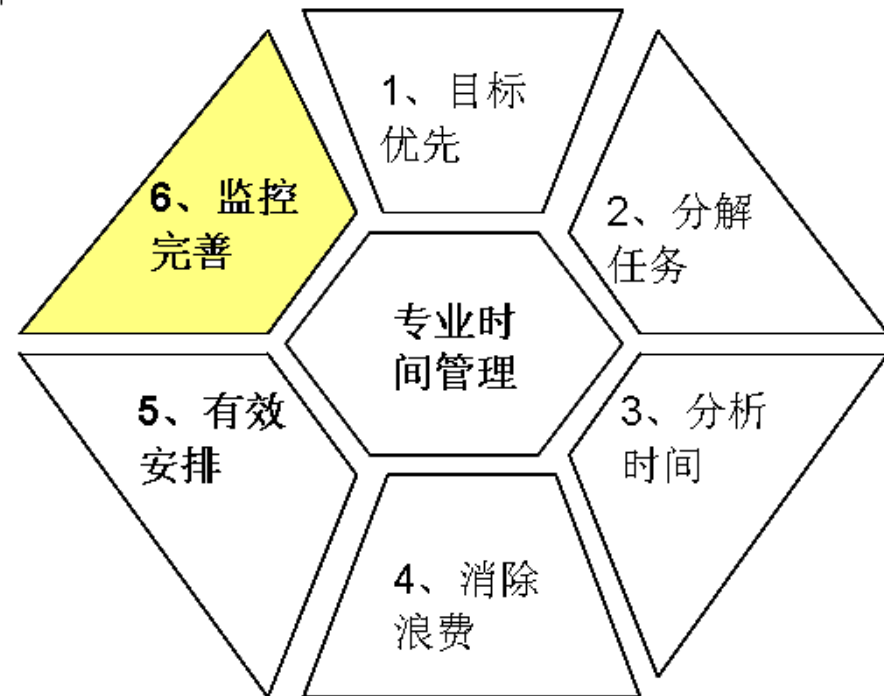 1、目标
优先
2、分解
任务
3、分析
时间
4、消除
浪费
5、有效
安排
6、监控
完善
专业时
间管理